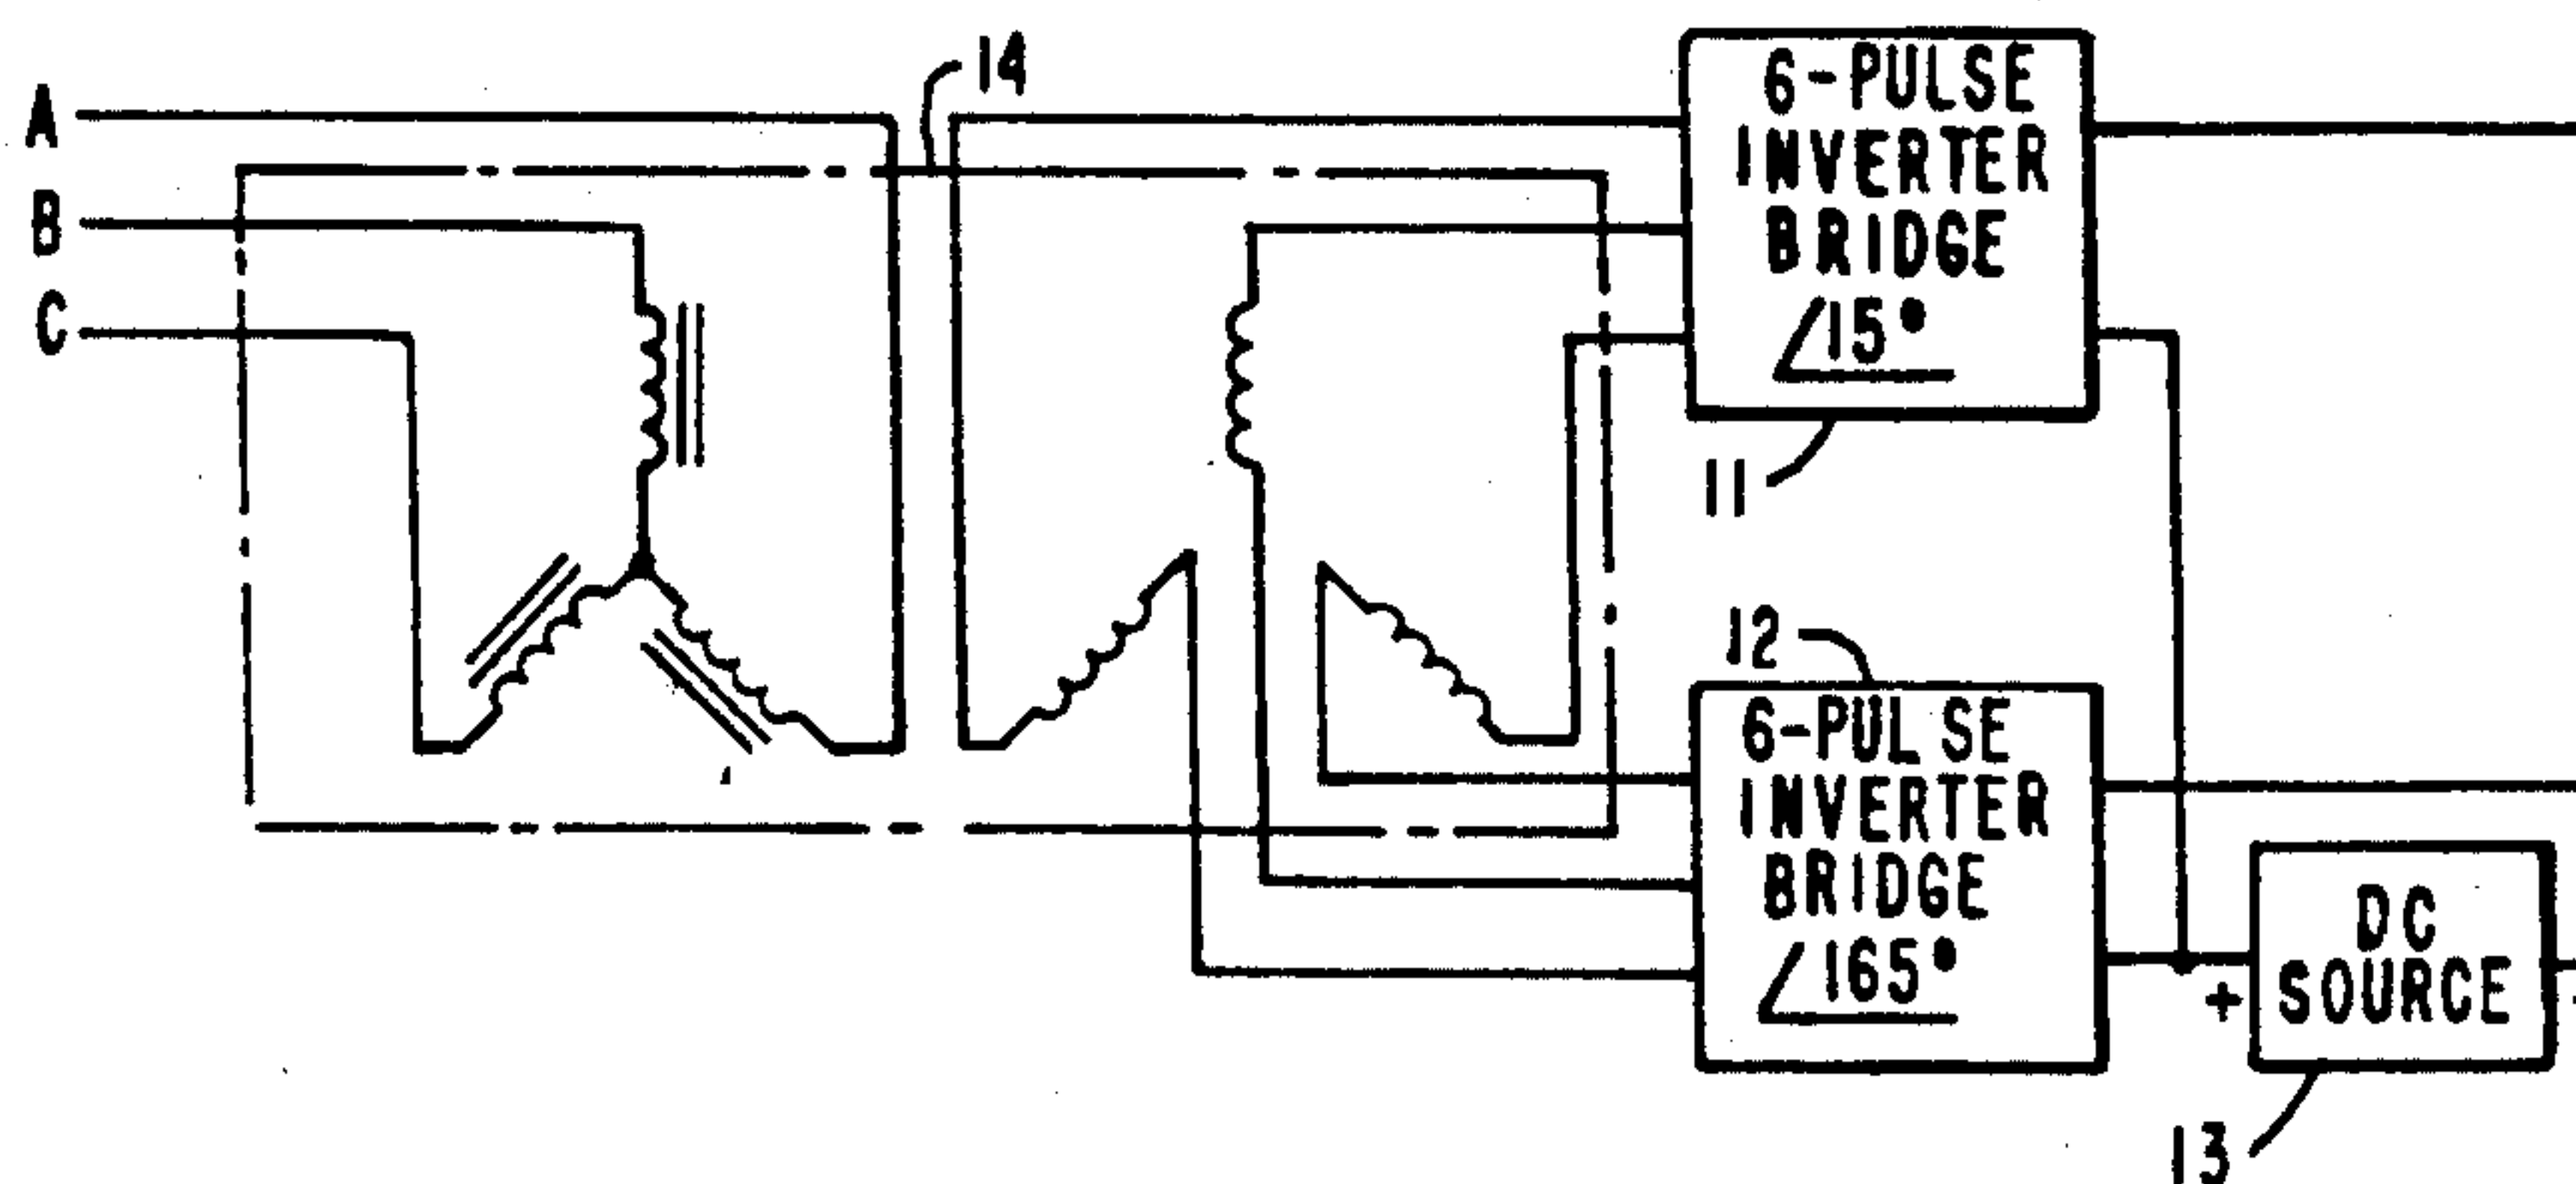 A
B
C
14
6-PULSE
INVERTER
BRIDGE
∠15°
11
12
6-PULSE
INVERTER
BRIDGE
∠165°
+
DC
SOURCE
13